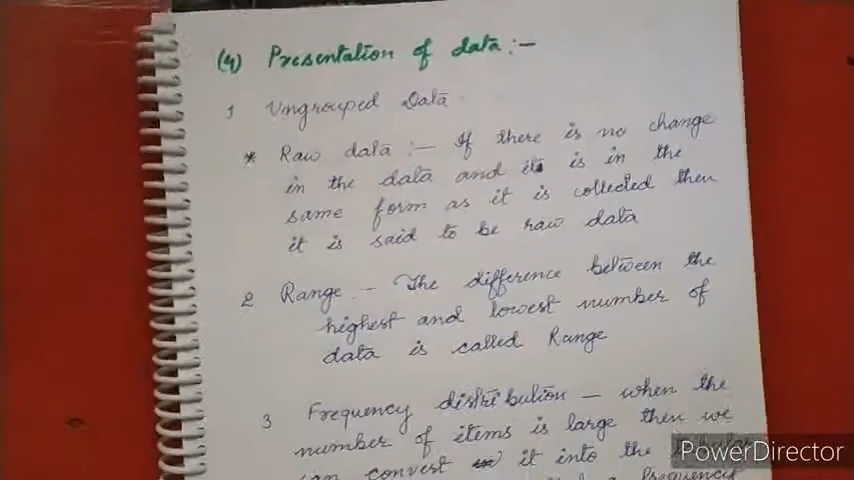 (4) Presentation of data :-
1 Ungrouped Data
* Raw data :- If there is no change
in the data and it is in the
same form as it is collected then
it is said to be raw data
2 Range :- The difference between the
highest and lowest number of
data is called Range
3 Frequency distribution - when the
number of items is large then we
can convert it into the
frequency
PowerDirector